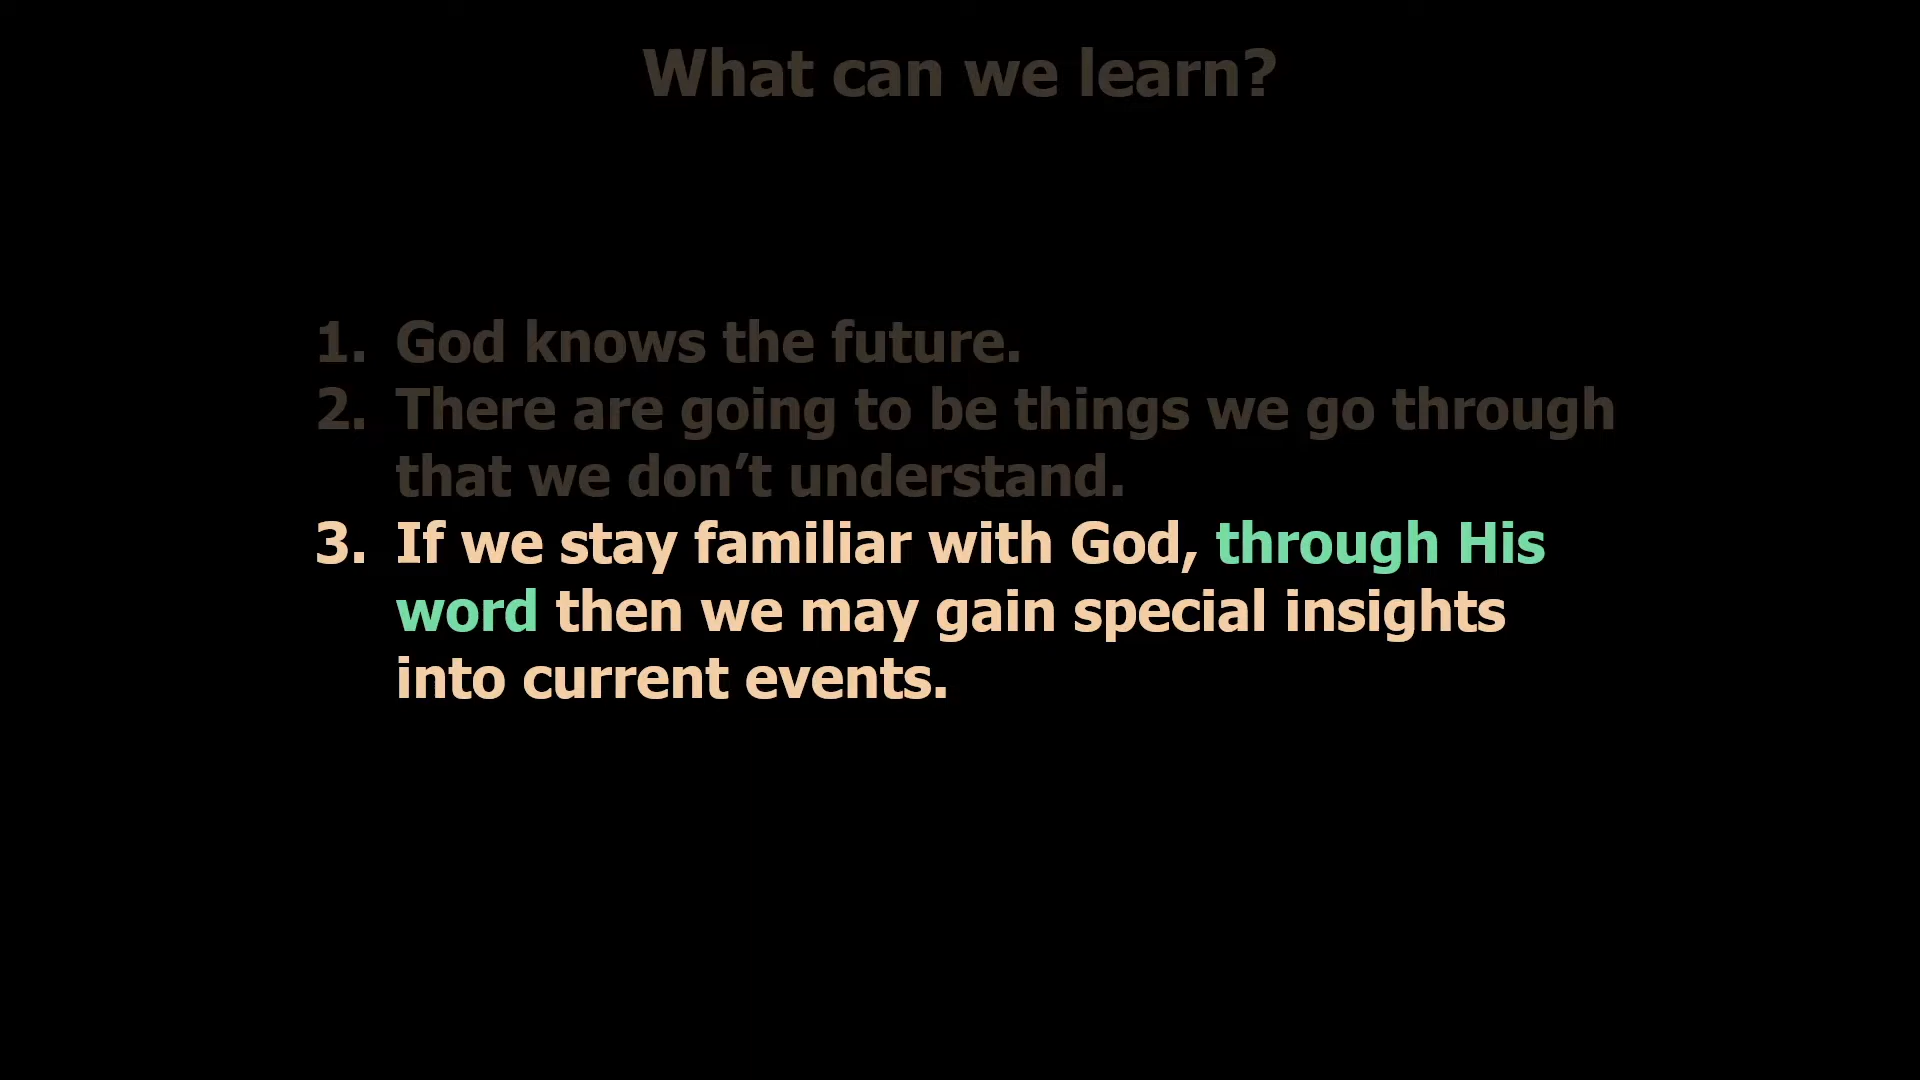 What can we learn?
1. God knows the future.
2. There are going to be things we go through
that we don’t understand.
3. If we stay familiar with God, through His
word then we may gain special insights
into current events.